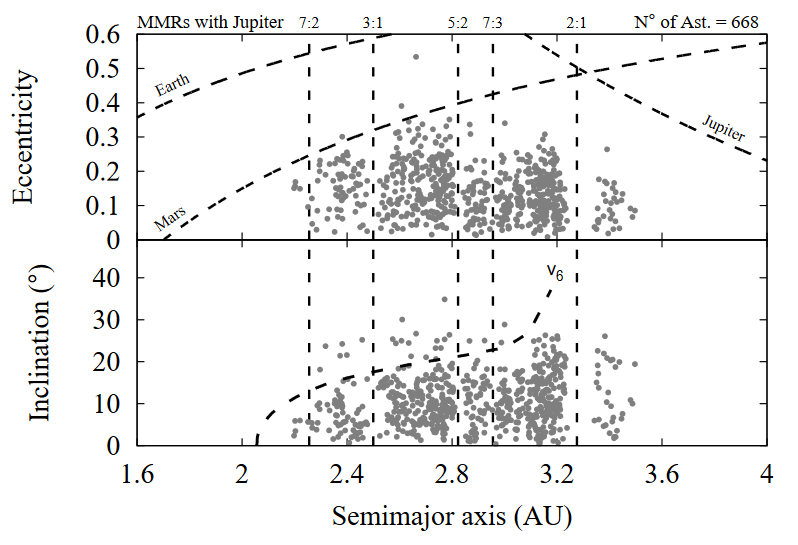 MMRs with Jupiter 7:2 3:1 5:2 7:3 2:1 N° of Ast. = 668
0.6
0.5
0.4
0.3
0.2
0.1
0
Eccentricity
Earth
Mars
Jupiter
40
30
20
10
0
Inclination (°)
ν6
1.6 2 2.4 2.8 3.2 3.6 4
Semimajor axis (AU)